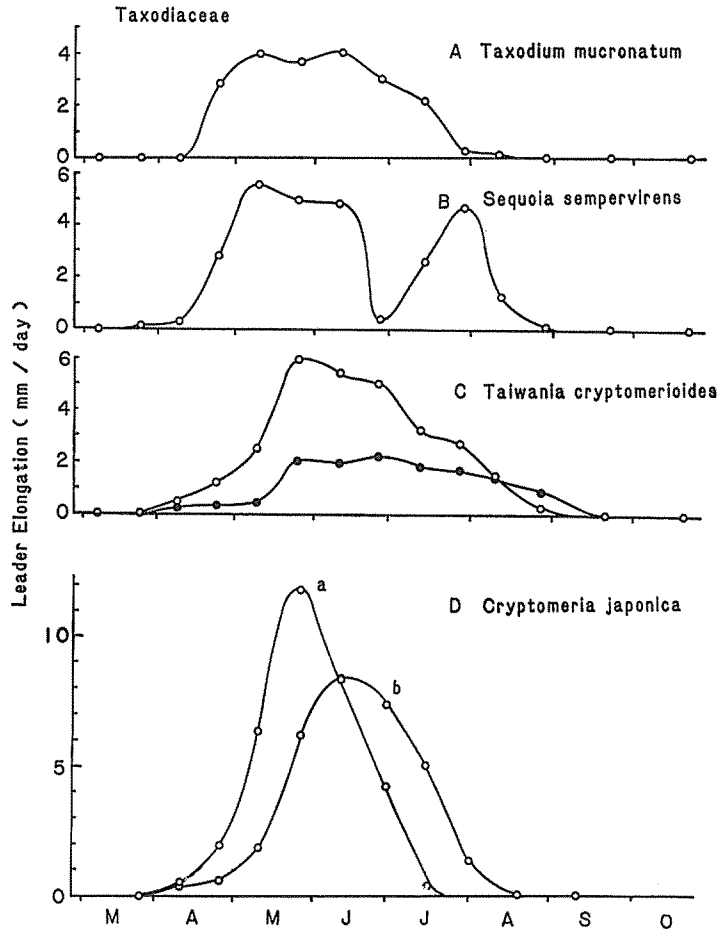 Taxodiaceae
A Taxodium mucronatum
4
2
0
B Sequoia sempervirens
6
4
2
0
C Taiwania cryptomerioides
6
4
2
0
Leader Elongation ( mm / day )
D Cryptomeria japonica
a
b
10
5
0
M A M J J A S O